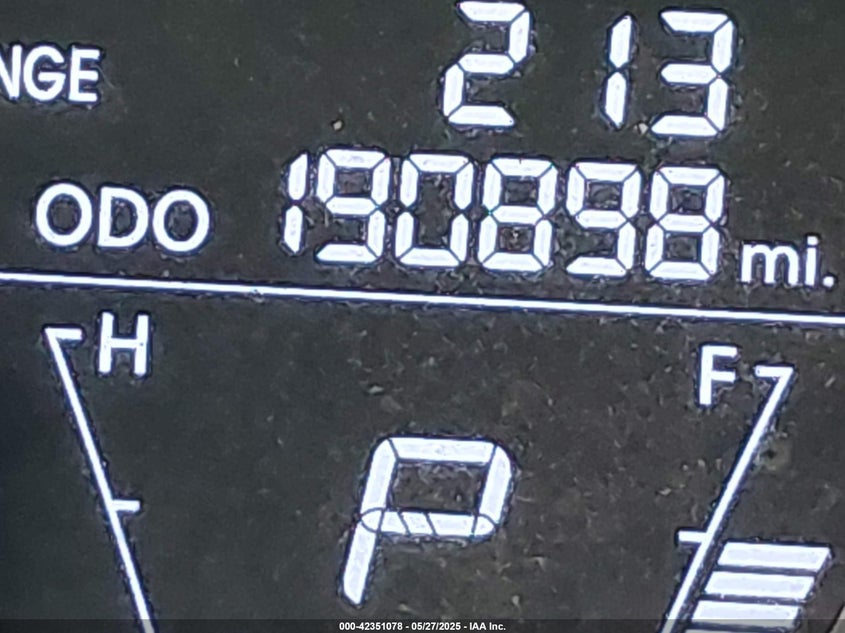 NGE 213
ODO 190898 mi.
H F
P
000-42351078 - 05/27/2025 - IAA Inc.